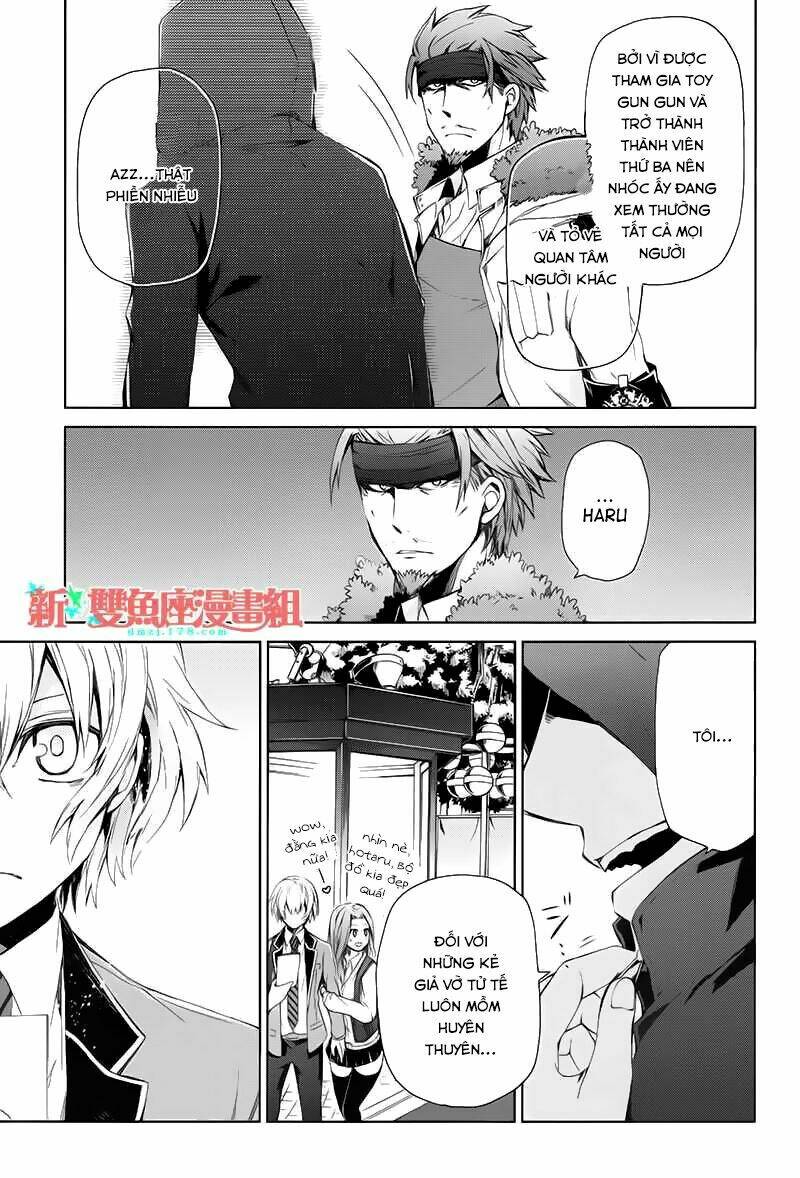 BỞI VÌ ĐƯỢC
THAM GIA TOY
GUN GUN VÀ
TRỞ THÀNH
THÀNH VIÊN
THỨ BA NÊN
NHÓC ẤY ĐANG
XEM THƯỜNG
TẤT CẢ MỌI
NGƯỜI
VÀ TỎ VẺ
QUAN TÂM
NGƯỜI KHÁC
AZZ...THẬT
PHIỀN NHIỄU
...
HARU
新☆雙魚座漫畫組
dmzj.178.com
TÔI...
nhìn nè,
hotaru, bộ
đồ kia đẹp
quá!
wow,
đằng kia
nữa!
ĐỐI VỚI
NHỮNG KẺ
GIẢ VỜ TỬ TẾ
LUÔN MỒM
HUYÊN
THUYÊN...